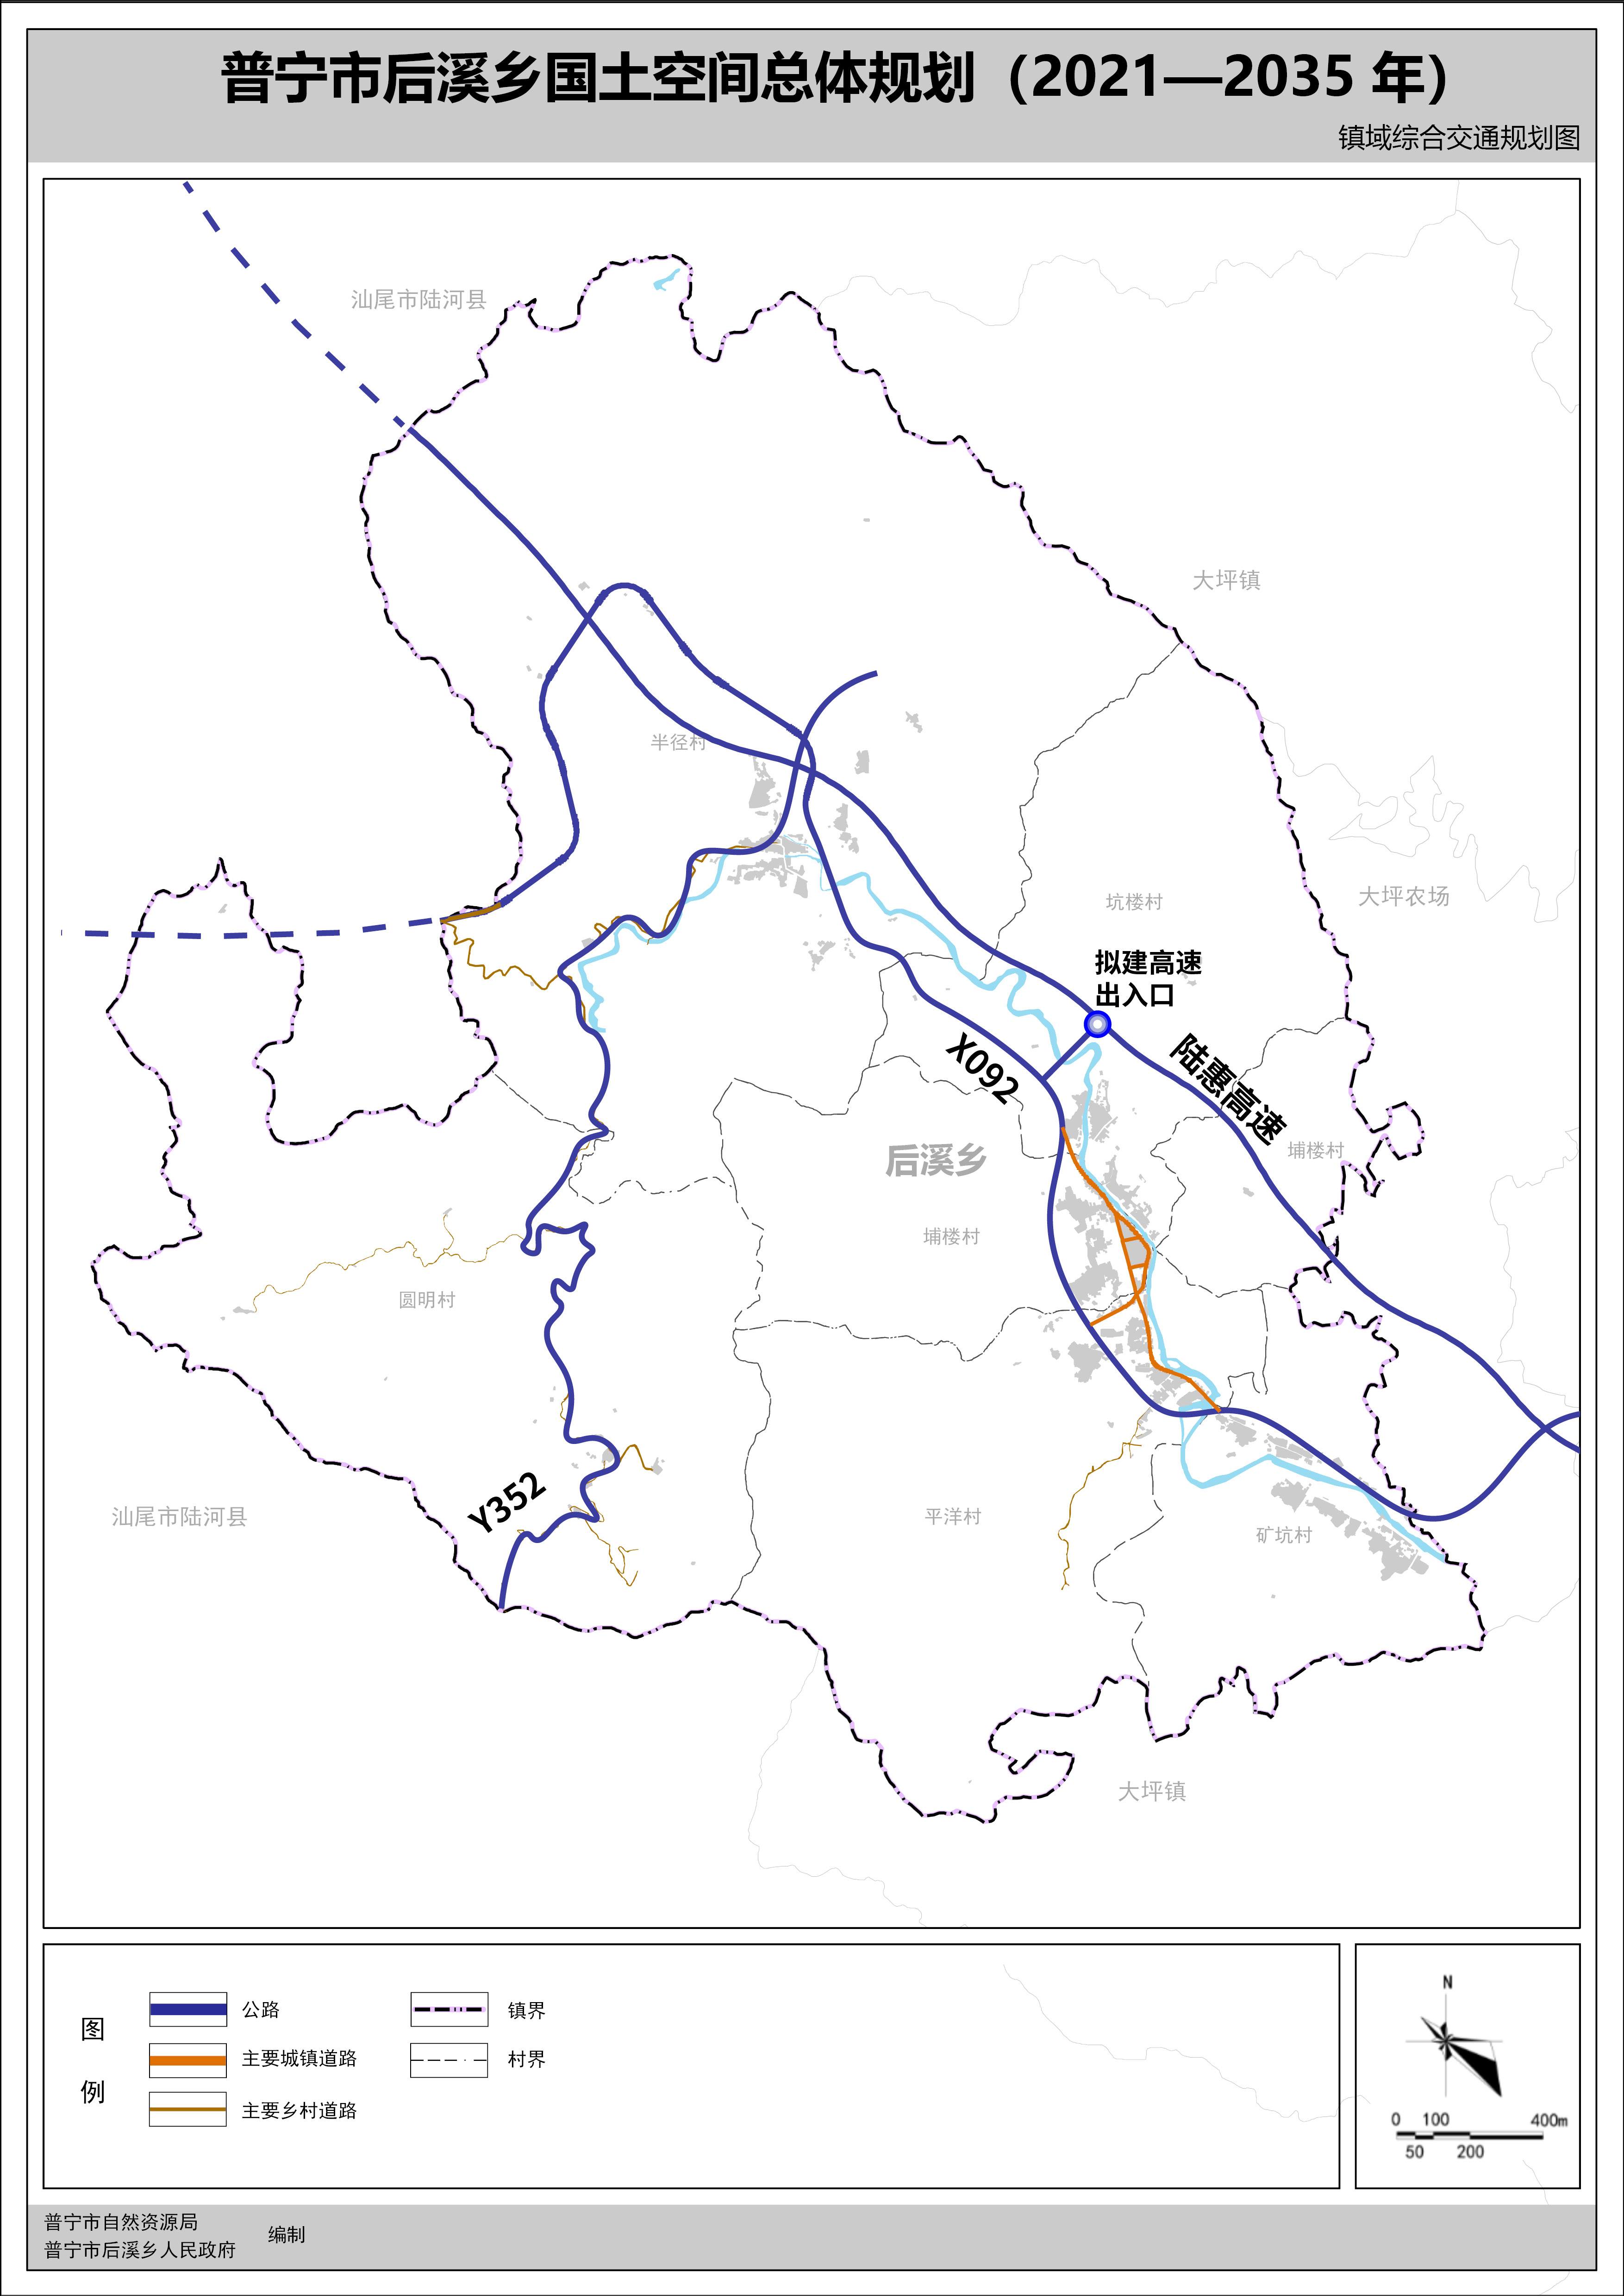 普宁市后溪乡国土空间总体规划（2021—2035 年）
镇域综合交通规划图
汕尾市陆河县
大坪镇
半径村
坑楼村
大坪农场
拟建高速
出入口
X092
陆惠高速
后溪乡
埔楼村
埔楼村
圆明村
Y352
汕尾市陆河县
平洋村
矿坑村
大坪镇
图
例
公路
主要城镇道路
主要乡村道路
镇界
村界
N
0 100 400m
50 200
普宁市自然资源局
普宁市后溪乡人民政府
编制